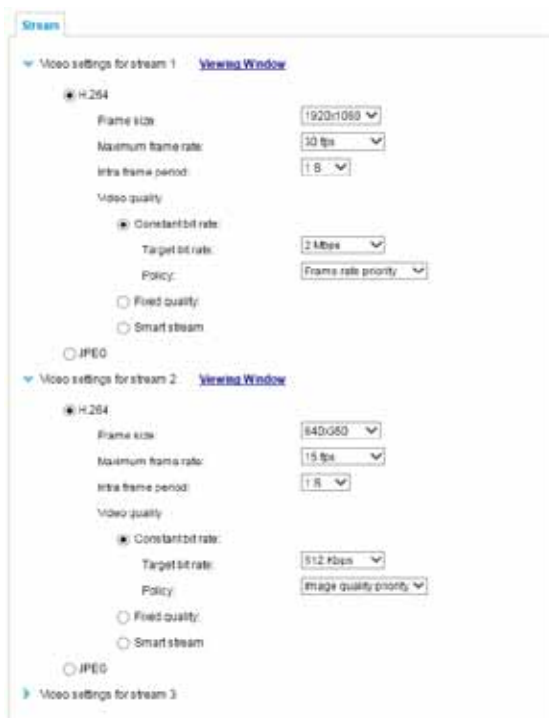 Stream
Video settings for stream 1 Viewing Window
H.264
Frame size: 1920x1080
Maximum frame rate: 30 fps
Intra frame period: 1 S
Video quality
Constant bit rate:
Target bit rate: 2 Mbps
Policy: Frame rate priority
Fixed quality:
Smart stream
JPEG
Video settings for stream 2 Viewing Window
H.264
Frame size: 640x360
Maximum frame rate: 15 fps
Intra frame period: 1 S
Video quality
Constant bit rate:
Target bit rate: 512 Kbps
Policy: Image quality priority
Fixed quality:
Smart stream
JPEG
Video settings for stream 3